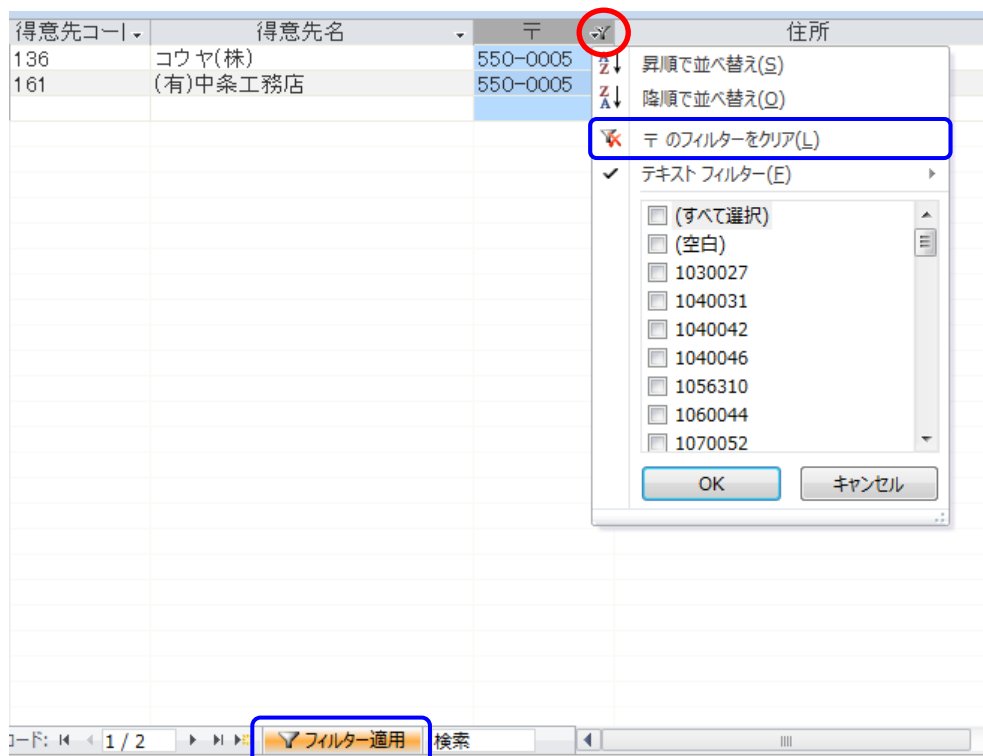 得意先コー 得意先名 〒 住所
136 コウヤ(株) 550-0005
161 (有)中条工務店 550-0005
昇順で並べ替え(S)
降順で並べ替え(O)
〒 のフィルターをクリア(L)
テキスト フィルター(F)
(すべて選択)
(空白)
1030027
1040031
1040042
1040046
1056310
1060044
1070052
OK キャンセル
コード: 1 / 2 フィルター適用 検索